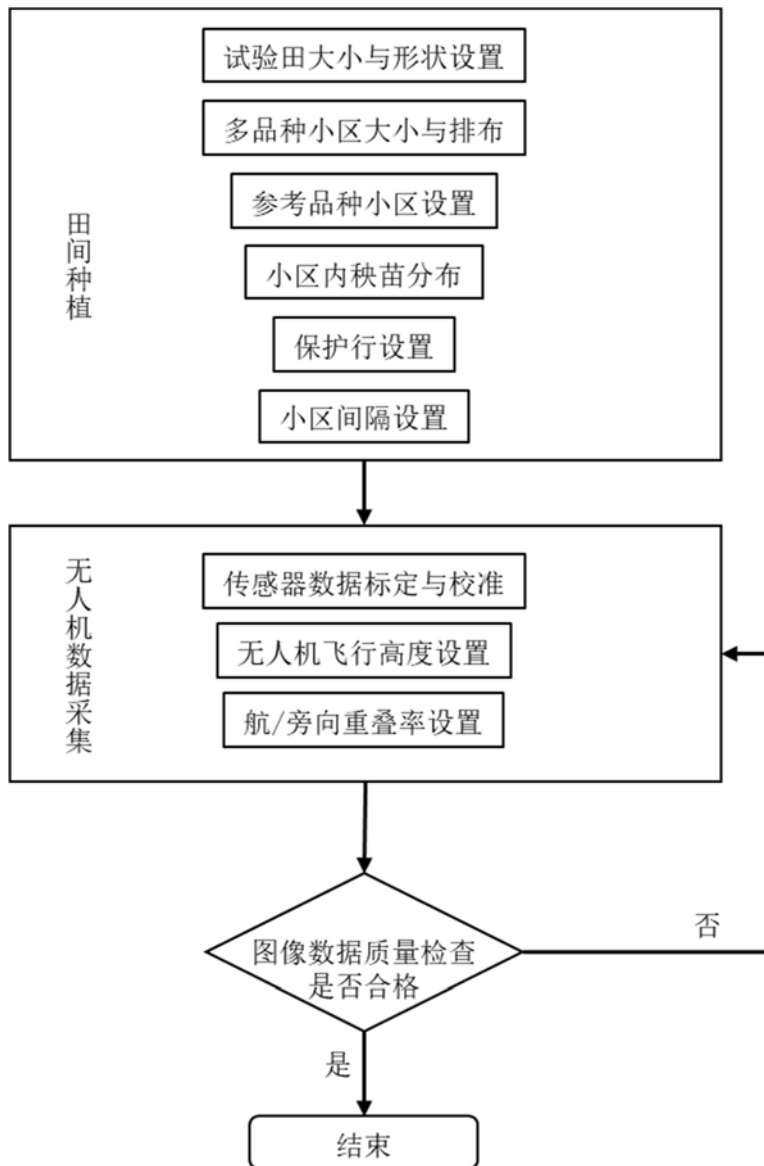 试验田大小与形状设置
多品种小区大小与排布
参考品种小区设置
小区内秧苗分布
保护行设置
小区间隔设置
田间种植
传感器数据标定与校准
无人机飞行高度设置
航/旁向重叠率设置
无人机数据采集
图像数据质量检查
是否合格
否
是
结束